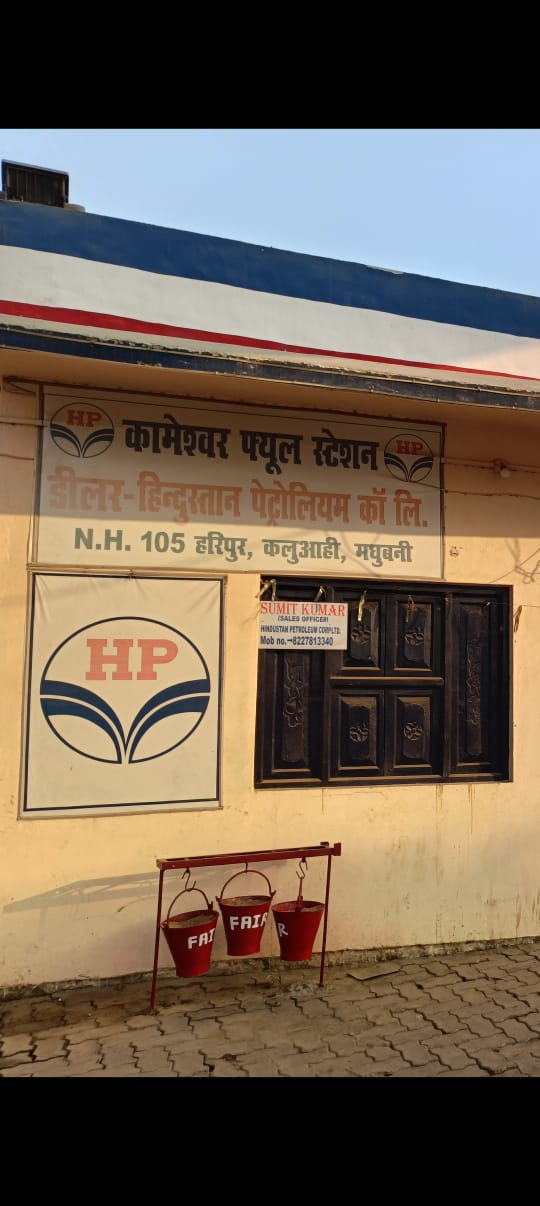 HP कामेश्वर फ्यूल स्टेशन HP
डीलर-हिन्दुस्तान पेट्रोलियम कॉ लि.
N.H. 105 हरिपुर, कलुआही, मधुबनी
HP
SUMIT KUMAR
(SALES OFFICER)
HINDUSTAN PETROLEUM CORP.LTD.
Mob no.→8227813340
FAI
FAIR
R